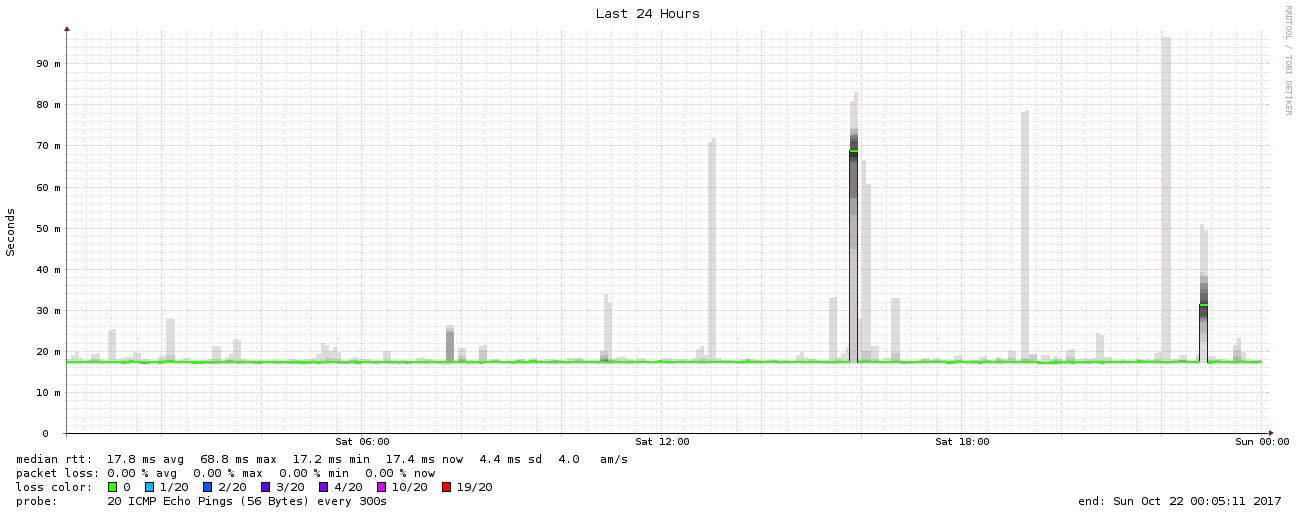 Last 24 Hours
RRDTOOL / TOBI OETIKER
Seconds
90 m
80 m
70 m
60 m
50 m
40 m
30 m
20 m
10 m
0
Sat 06:00 Sat 12:00 Sat 18:00 Sun 00:00
median rtt: 17.8 ms avg 68.8 ms max 17.2 ms min 17.4 ms now 4.4 ms sd 4.0 am/s
packet loss: 0.00 % avg 0.00 % max 0.00 % min 0.00 % now
loss color: 0 1/20 2/20 3/20 4/20 10/20 19/20
probe: 20 ICMP Echo Pings (56 Bytes) every 300s end: Sun Oct 22 00:05:11 2017